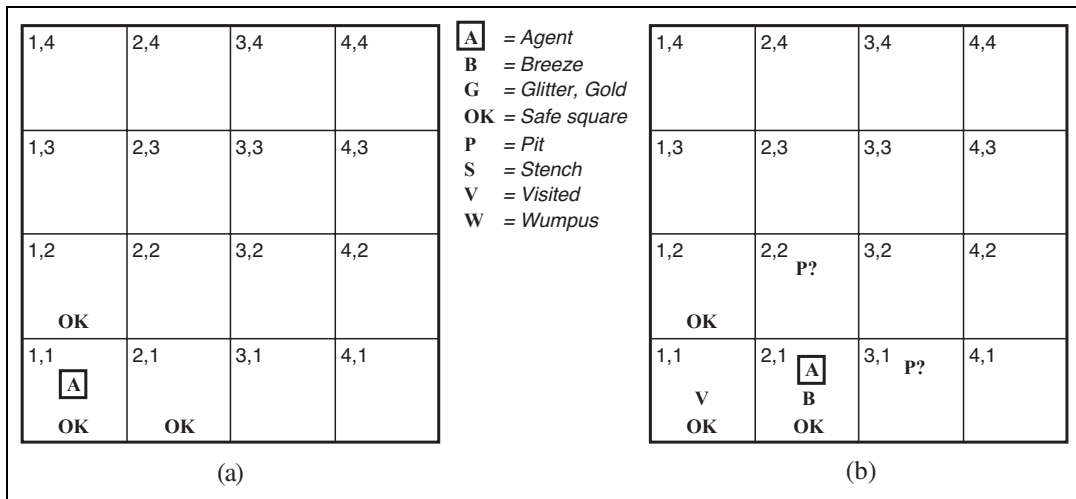 1,4 2,4 3,4 4,4
1,3 2,3 3,3 4,3
1,2 2,2 3,2 4,2
OK
1,1 2,1 3,1 4,1
A
OK OK
(a)
A = Agent
B = Breeze
G = Glitter, Gold
OK = Safe square
P = Pit
S = Stench
V = Visited
W = Wumpus
1,4 2,4 3,4 4,4
1,3 2,3 3,3 4,3
1,2 2,2 3,2 4,2
P?
OK
1,1 2,1 3,1 4,1
A P?
V B
OK OK
(b)